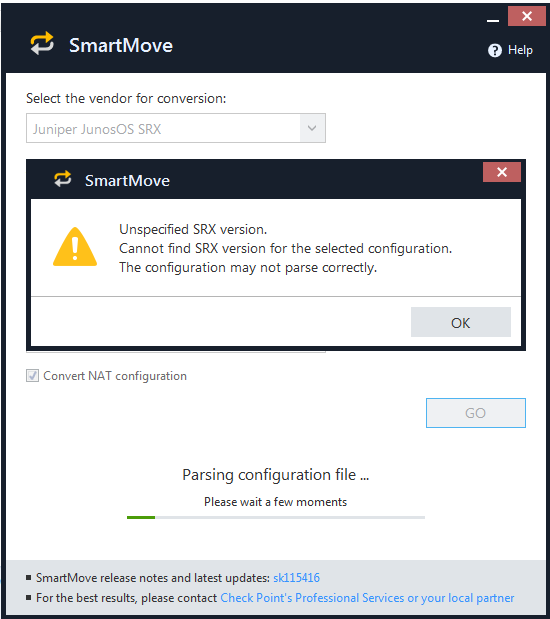 SmartMove
Help
Select the vendor for conversion:
Juniper JunosOS SRX
SmartMove
Unspecified SRX version.
Cannot find SRX version for the selected configuration.
The configuration may not parse correctly.
OK
Convert NAT configuration
GO
Parsing configuration file ...
Please wait a few moments
SmartMove release notes and latest updates: sk115416
For the best results, please contact Check Point's Professional Services or your local partner